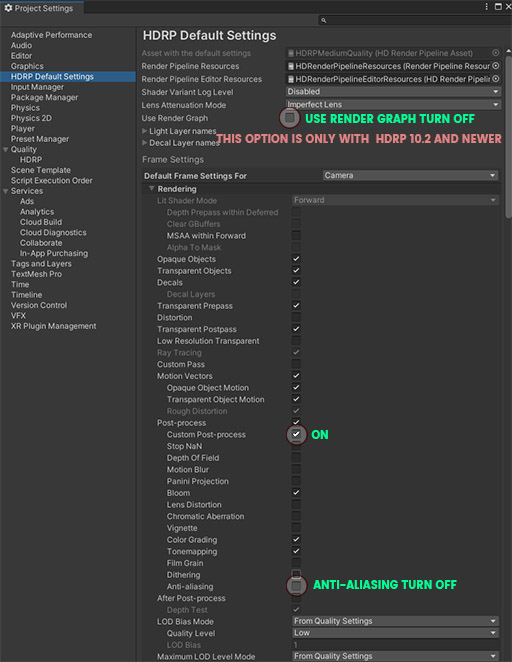 Project Settings
Adaptive Performance
Audio
Editor
Graphics
HDRP Default Settings
Input Manager
Package Manager
Physics
Physics 2D
Player
Preset Manager
Quality
HDRP
Scene Template
Script Execution Order
Services
Ads
Analytics
Cloud Build
Cloud Diagnostics
Collaborate
In-App Purchasing
Tags and Layers
TextMesh Pro
Time
Timeline
Version Control
VFX
XR Plugin Management
HDRP Default Settings
Asset with the default settings HDRPMediumQuality (HD Render Pipeline Asset)
Render Pipeline Resources HDRenderPipelineResources (Render Pipeline Resour
Render Pipeline Editor Resources HDRenderPipelineEditorResources (HD Render Pipelin
Shader Variant Log Level Disabled
Lens Attenuation Mode Imperfect Lens
Use Render Graph USE RENDER GRAPH TURN OFF
Light Layer names THIS OPTION IS ONLY WITH HDRP 10.2 AND NEWER
Decal Layer names
Frame Settings
Default Frame Settings For Camera
Rendering
Lit Shader Mode Forward
Depth Prepass within Deferred
Clear GBuffers
MSAA within Forward
Alpha To Mask
Opaque Objects
Transparent Objects
Decals
Decal Layers
Transparent Prepass
Distortion
Transparent Postpass
Low Resolution Transparent
Ray Tracing
Custom Pass
Motion Vectors
Opaque Object Motion
Transparent Object Motion
Rough Distortion
Post-process
Custom Post-process ON
Stop NaN
Depth Of Field
Motion Blur
Panini Projection
Bloom
Lens Distortion
Chromatic Aberration
Vignette
Color Grading
Tonemapping
Film Grain
Dithering
Anti-aliasing ANTI-ALIASING TURN OFF
After Post-process
Depth Test
LOD Bias Mode From Quality Settings
Quality Level Low
LOD Bias 1
Maximum LOD Level Mode From Quality Settings